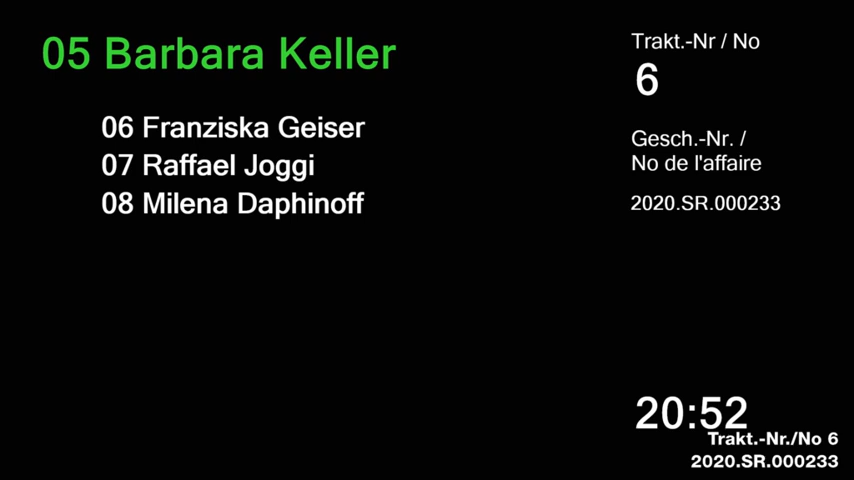 05 Barbara Keller
06 Franziska Geiser
07 Raffael Joggi
08 Milena Daphinoff
Trakt.-Nr / No
6
Gesch.-Nr. /
No de l'affaire
2020.SR.000233
20:52
Trakt.-Nr./No 6
2020.SR.000233